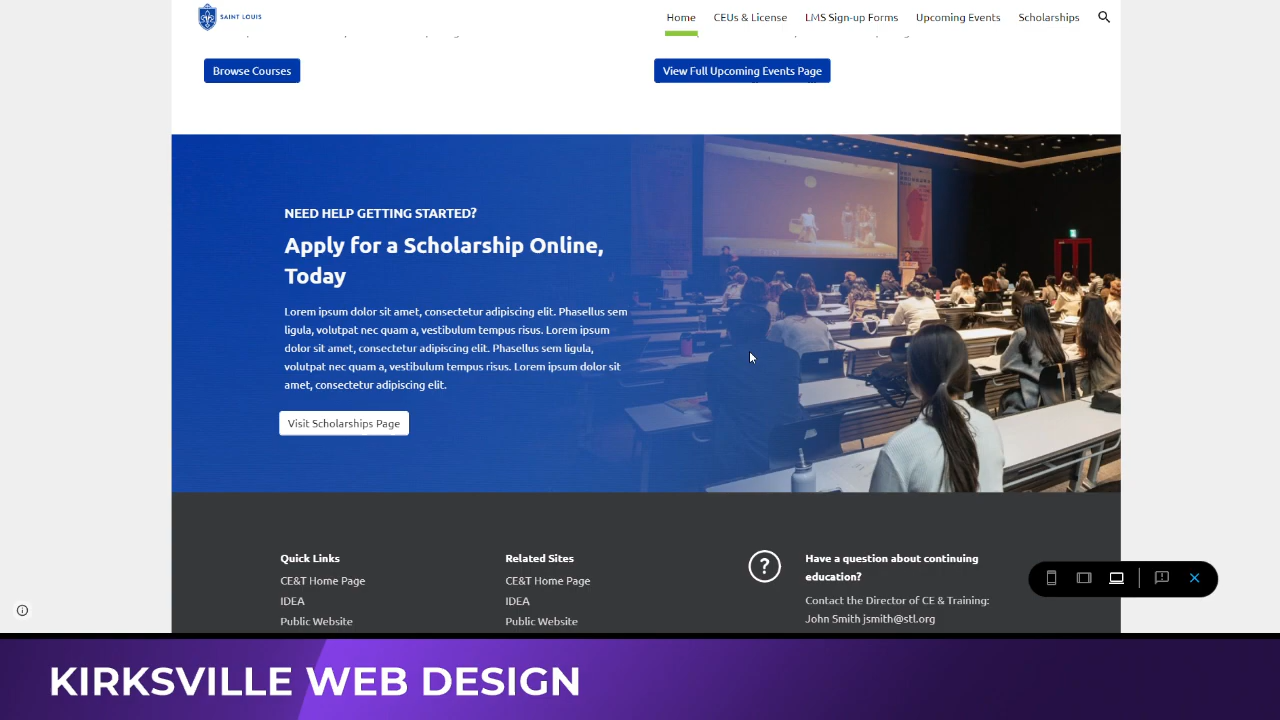 SAINT LOUIS
Home CEUs & License LMS Sign-up Forms Upcoming Events Scholarships
Browse Courses
View Full Upcoming Events Page
NEED HELP GETTING STARTED?
Apply for a Scholarship Online,
Today
Lorem ipsum dolor sit amet, consectetur adipiscing elit. Phasellus sem
ligula, volutpat nec quam a, vestibulum tempus risus. Lorem ipsum
dolor sit amet, consectetur adipiscing elit. Phasellus sem ligula,
volutpat nec quam a, vestibulum tempus risus. Lorem ipsum dolor sit
amet, consectetur adipiscing elit.
Visit Scholarships Page
Quick Links
CE&T Home Page
IDEA
Public Website
Related Sites
CE&T Home Page
IDEA
Public Website
?
Have a question about continuing
education?
Contact the Director of CE & Training:
John Smith jsmith@stl.org
KIRKSVILLE WEB DESIGN